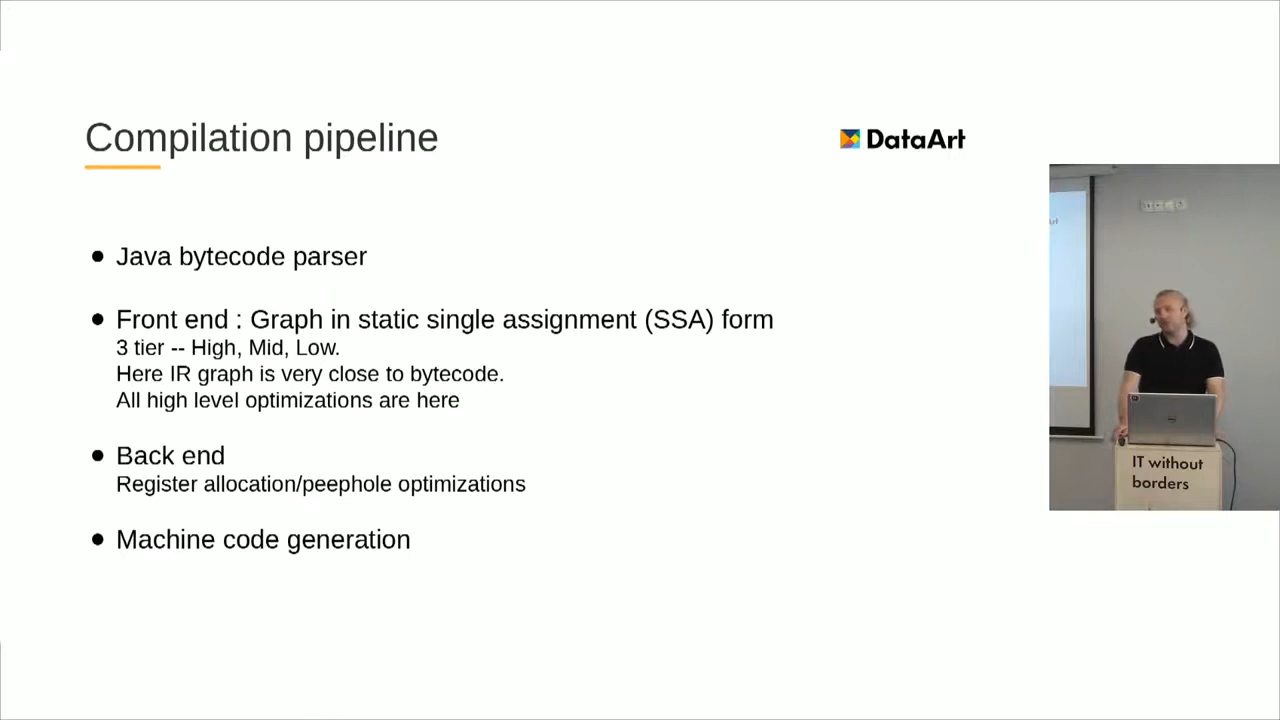 Compilation pipeline
DataArt
Java bytecode parser
Front end : Graph in static single assignment (SSA) form
3 tier -- High, Mid, Low.
Here IR graph is very close to bytecode.
All high level optimizations are here
Back end
Register allocation/peephole optimizations
Machine code generation
IT without
borders